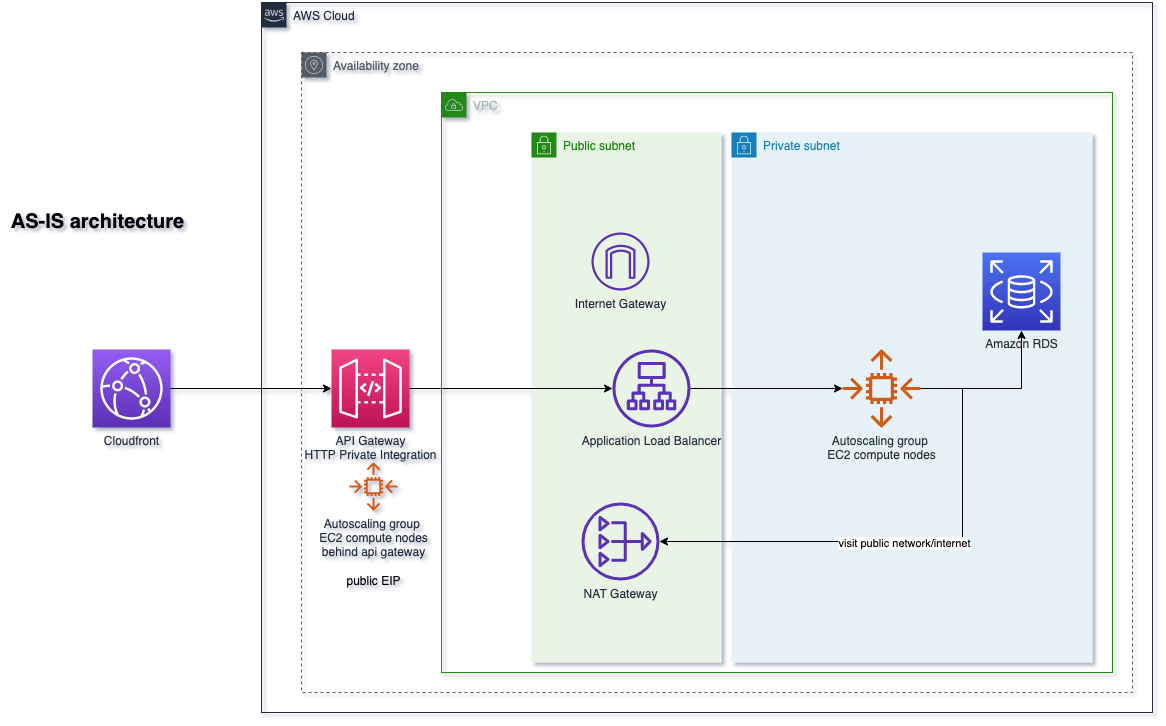 aws
AWS Cloud
Availability zone
VPC
Public subnet
Private subnet
AS-IS architecture
Internet Gateway
Amazon RDS
</>
Cloudfront
API Gateway
HTTP Private Integration
Application Load Balancer
Autoscaling group
EC2 compute nodes
Autoscaling group
EC2 compute nodes
behind api gateway
visit public network/internet
public EIP
NAT Gateway